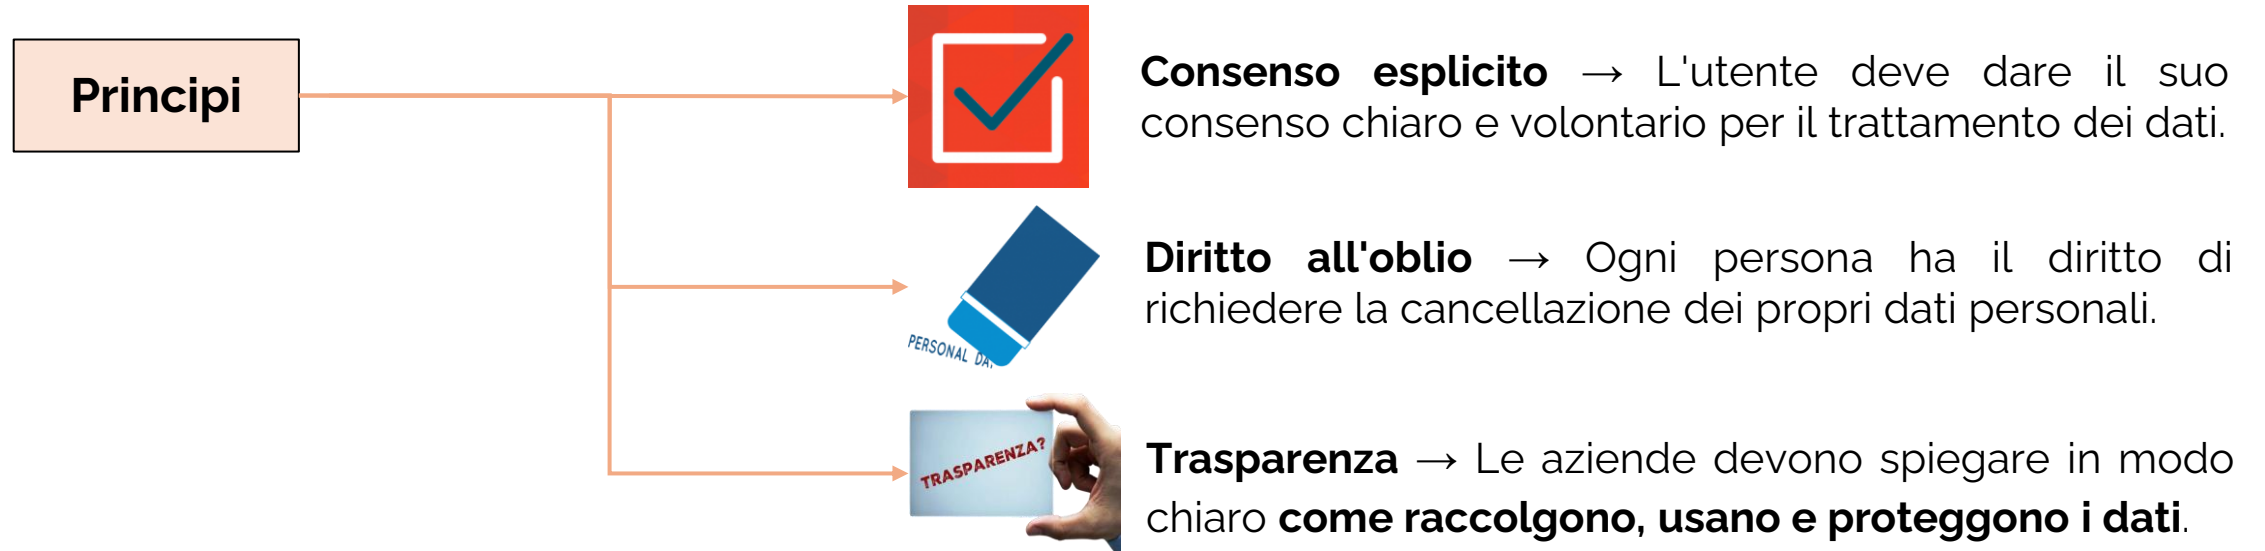 Principi
Consenso esplicito → L'utente deve dare il suo
consenso chiaro e volontario per il trattamento dei dati.
Diritto all'oblio → Ogni persona ha il diritto di
richiedere la cancellazione dei propri dati personali.
PERSONAL DA
TRASPARENZA?
Trasparenza → Le aziende devono spiegare in modo
chiaro come raccolgono, usano e proteggono i dati.